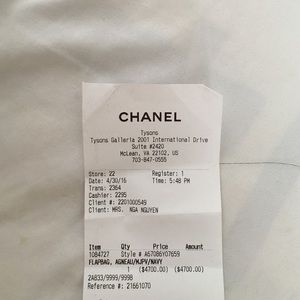 CHANEL
Tysons
Tysons Galleria 2001 International Drive
Suite #2420
McLean, VA 22102, US
703-847-0555
Store: 22 Register: 1
Date: 4/30/16 Time: 5:48 PM
Trans: 2364
Cashier: 2295
Client #: 2201000549
Client: MRS. NGA NGUYEN
Item Qty Price Amount
1084727 Style # A67086Y07659
FLAPBAG, AGNEAU/MJPV/NAVY
1 ($4700.00) ($4700.00)
2A833/9999/9998
Reference #: 21661070